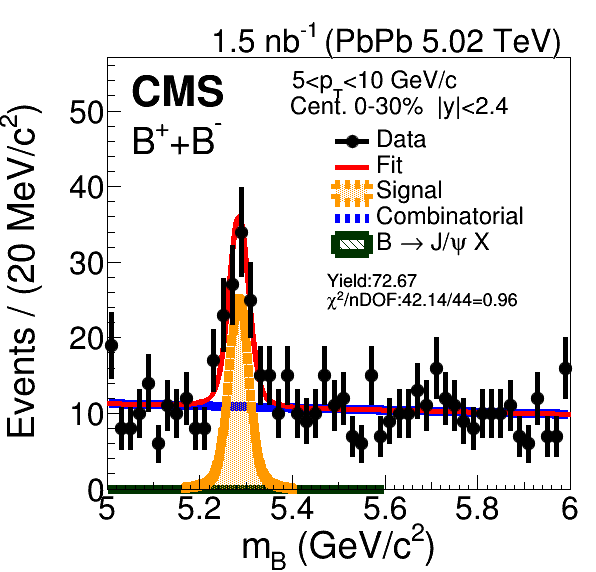 1.5 nb⁻¹ (PbPb 5.02 TeV)
CMS
B⁺+B⁻
5<p_T<10 GeV/c
Cent. 0-30% |y|<2.4
Data
Fit
Signal
Combinatorial
B → J/ψ X
Yield:72.67
χ²/nDOF:42.14/44=0.96
Events / (20 MeV/c²)
50
40
30
20
10
0
5 5.2 5.4 5.6 5.8 6
m_B (GeV/c²)